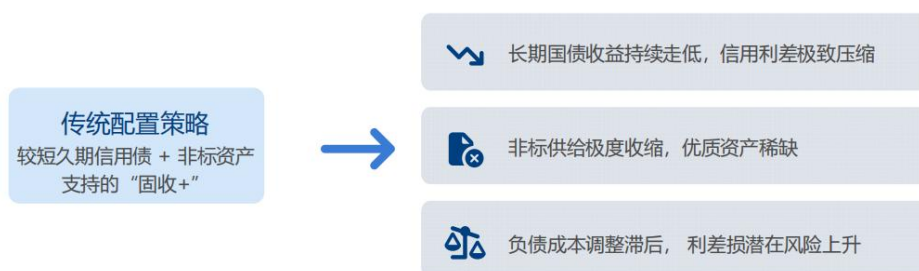 传统配置策略
较短久期信用债 + 非标资产
支持的“固收+”
长期国债收益持续走低，信用利差极致压缩
非标供给极度收缩，优质资产稀缺
负债成本调整滞后， 利差损潜在风险上升